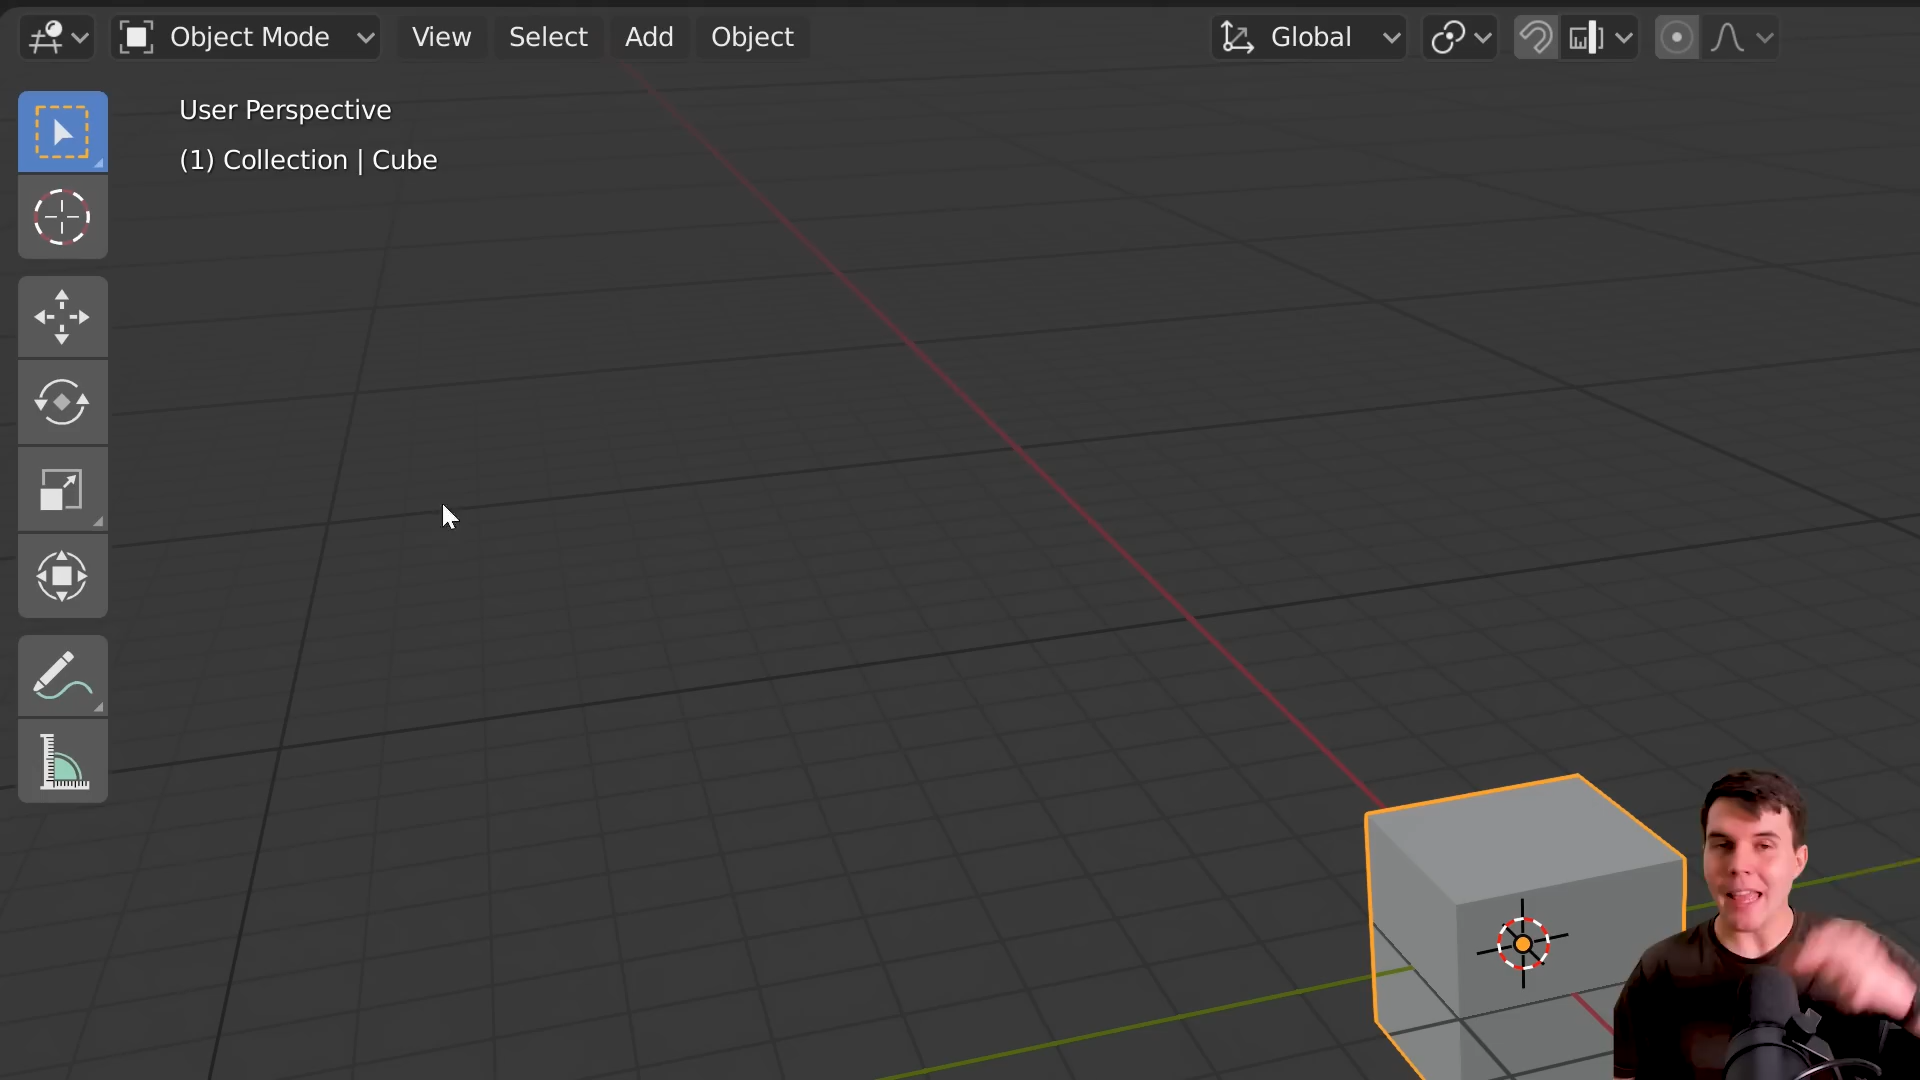 Object Mode
View
Select
Add
Object
Global
User Perspective
(1) Collection | Cube